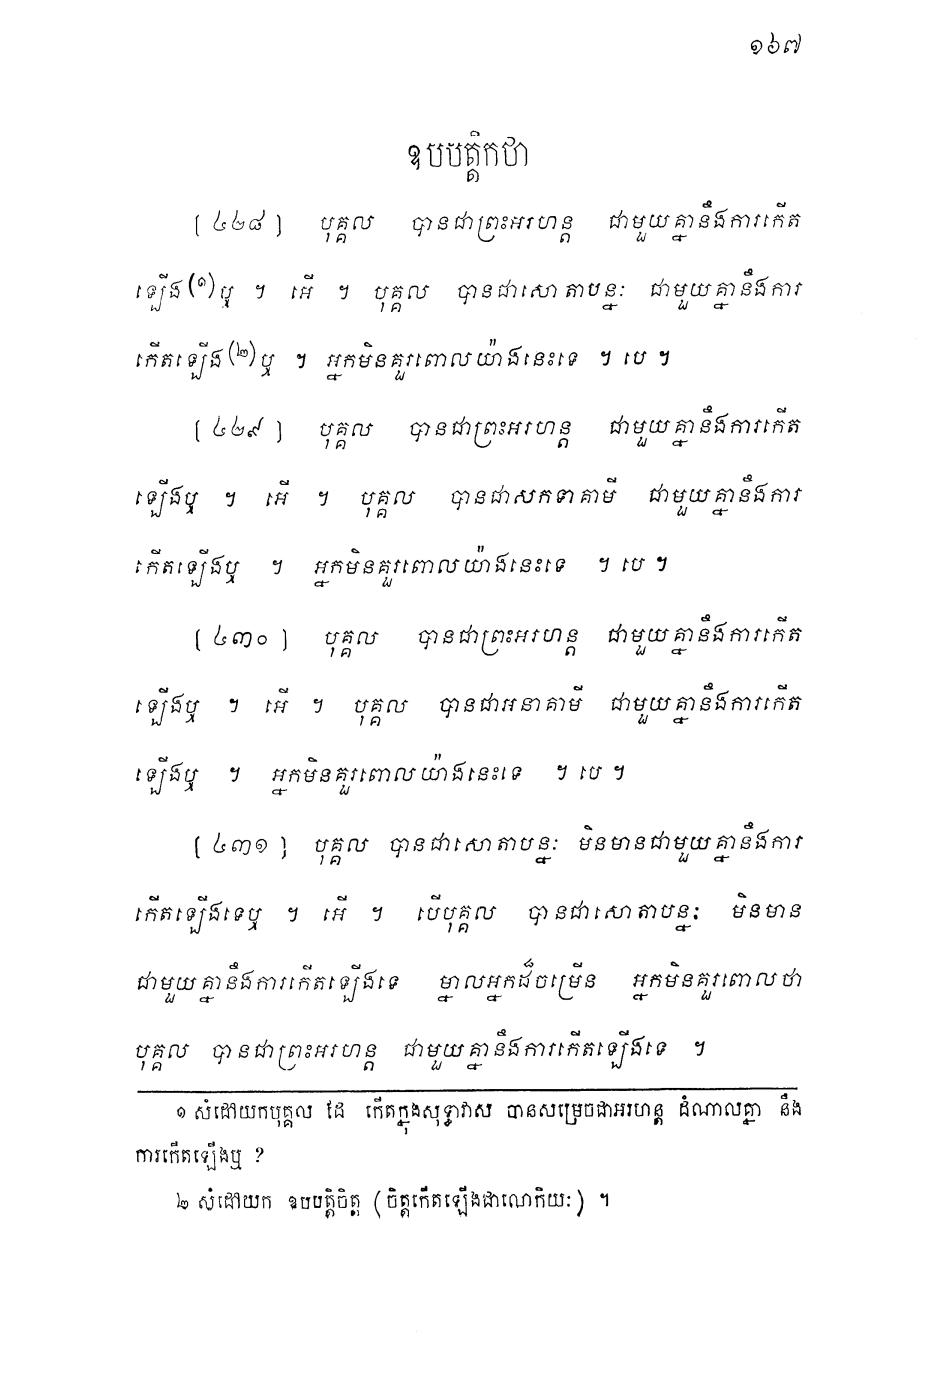 ១៦៧
ឧបបត្តិកថា
[៤២៨] បុគ្គល បានជាព្រះអរហន្ត ជាមួយគ្នានឹងការកើត
ឡើង(១)ឬ ។ អើ ។ បុគ្គល បានជាសោតាបន្នៈ ជាមួយគ្នានឹងការ
កើតឡើង(២)ឬ ។ អ្នកមិនគួរពោលយ៉ាងនេះទេ ។ បេ ។
[៤២៩] បុគ្គល បានជាព្រះអរហន្ត ជាមួយគ្នានឹងការកើត
ឡើងឬ ។ អើ ។ បុគ្គល បានជាសកទាគាមី ជាមួយគ្នានឹងការ
កើតឡើងឬ ។ អ្នកមិនគួរពោលយ៉ាងនេះទេ ។ បេ ។
[៤៣០] បុគ្គល បានជាព្រះអរហន្ត ជាមួយគ្នានឹងការកើត
ឡើងឬ ។ អើ ។ បុគ្គល បានជាអនាគាមី ជាមួយគ្នានឹងការកើត
ឡើងឬ ។ អ្នកមិនគួរពោលយ៉ាងនេះទេ ។ បេ ។
[៤៣១] បុគ្គល បានជាសោតាបន្នៈ មិនមានជាមួយគ្នានឹងការ
កើតឡើងទេឬ ។ អើ ។ បើបុគ្គល បានជាសោតាបន្នៈ មិនមាន
ជាមួយគ្នានឹងការកើតឡើងទេ ម្នាលអ្នកដ៏ចម្រើន អ្នកមិនគួរពោលថា
បុគ្គល បានជាព្រះអរហន្ត ជាមួយគ្នានឹងការកើតឡើងទេ ។
១ សំដៅយកបុគ្គល ដែ កើតក្នុងសុទ្ធាវាស បានសម្រេចជាអរហន្ត ដំណាលគ្នា នឹង
ការកើតឡើងឬ ?
២ សំដៅយក ឧបបត្តិចិត្ត (ចិត្តកើតឡើងជាលោកិយៈ) ។